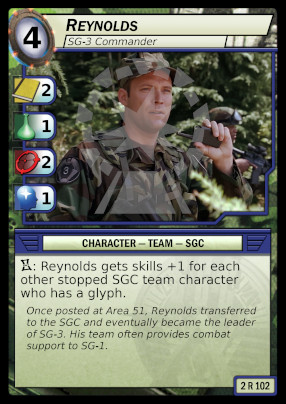 4
REYNOLDS
SG-3 Commander
2
1
2
1
CHARACTER – TEAM – SGC
: Reynolds gets skills +1 for each
other stopped SGC team character
who has a glyph.
Once posted at Area 51, Reynolds transferred
to the SGC and eventually became the leader
of SG-3. His team often provides combat
support to SG-1.
2 R 102